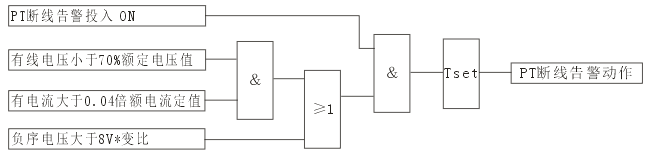 PT断线告警投入 ON
有线电压小于70%额定电压值
&
&
Tset
PT断线告警动作
有电流大于0.04倍额电流定值
≥1
负序电压大于8V*变比